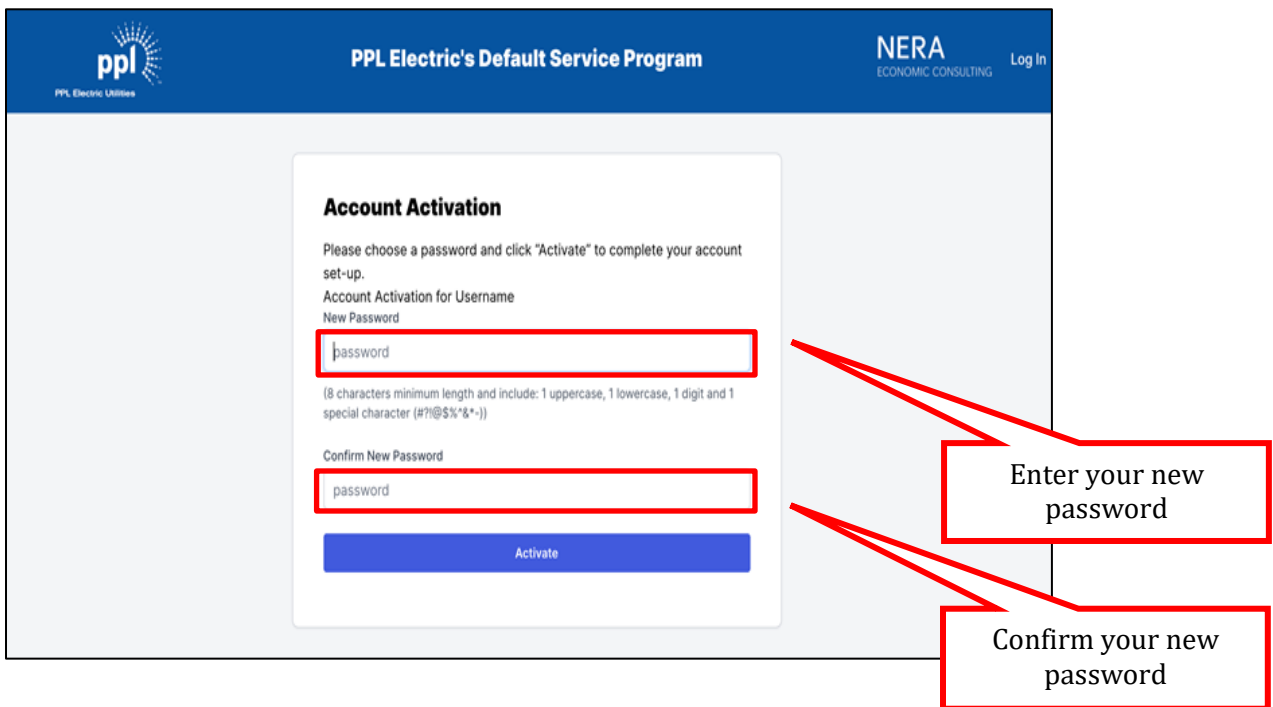 ppl
PPL Electric Utilities
PPL Electric's Default Service Program
NERA
ECONOMIC CONSULTING
Log In
Account Activation
Please choose a password and click "Activate" to complete your account
set-up.
Account Activation for Username
New Password
password
(8 characters minimum length and include: 1 uppercase, 1 lowercase, 1 digit and 1
special character (#?!@$%^&*-))
Enter your new
password
Confirm New Password
password
Activate
Confirm your new
password